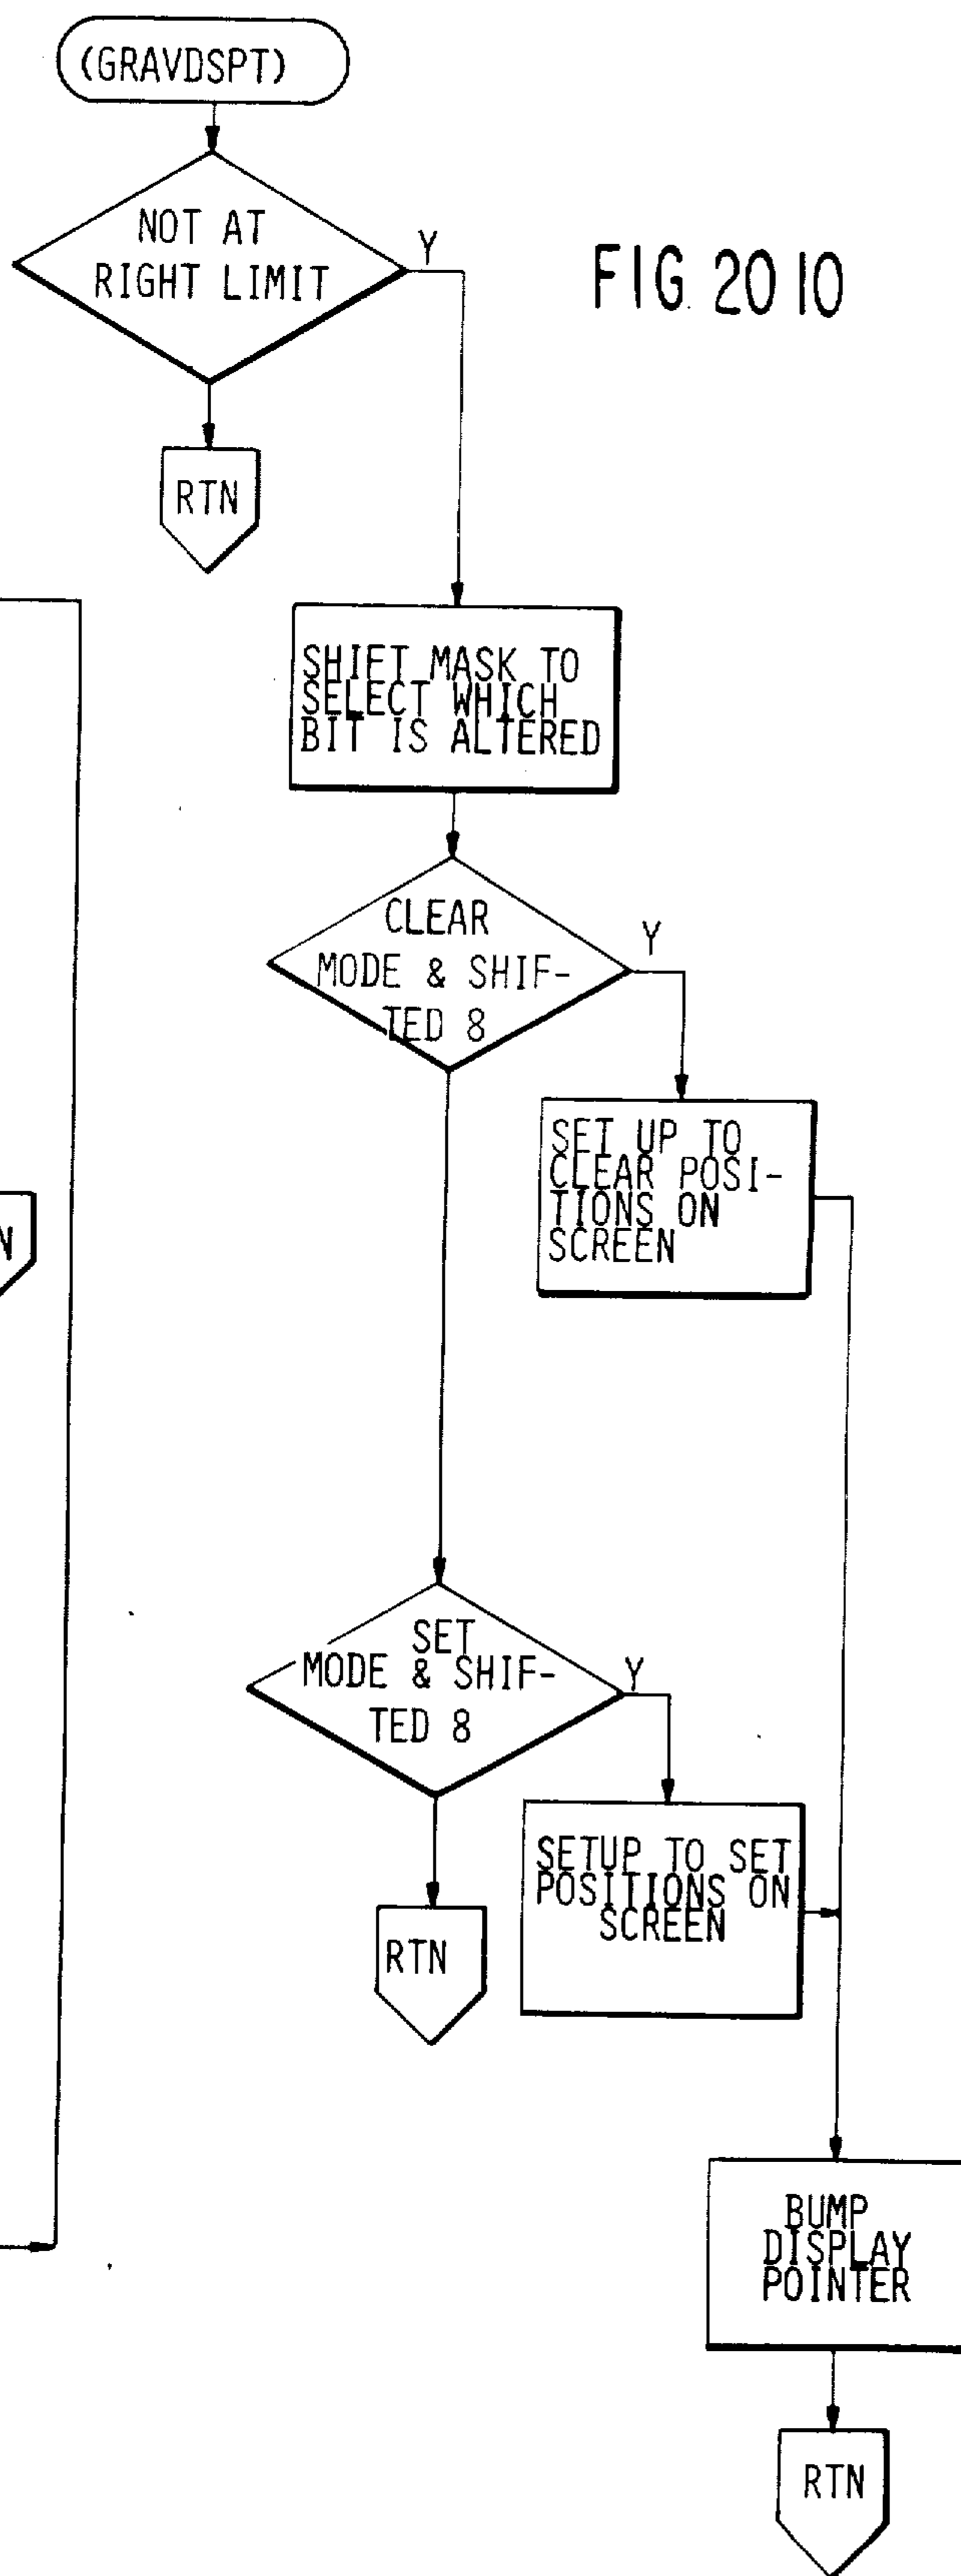 (GRAVDSPT)
NOT AT
RIGHT LIMIT
Y
FIG. 20 10
RTN
SHIFT MASK TO
SELECT WHICH
BIT IS ALTERED
CLEAR
MODE & SHIF-
TED 8
Y
SET UP TO
CLEAR POSI-
TIONS ON
SCREEN
N
SET
MODE & SHIF-
TED 8
Y
SETUP TO SET
POSITIONS ON
SCREEN
RTN
BUMP
DISPLAY
POINTER
RTN